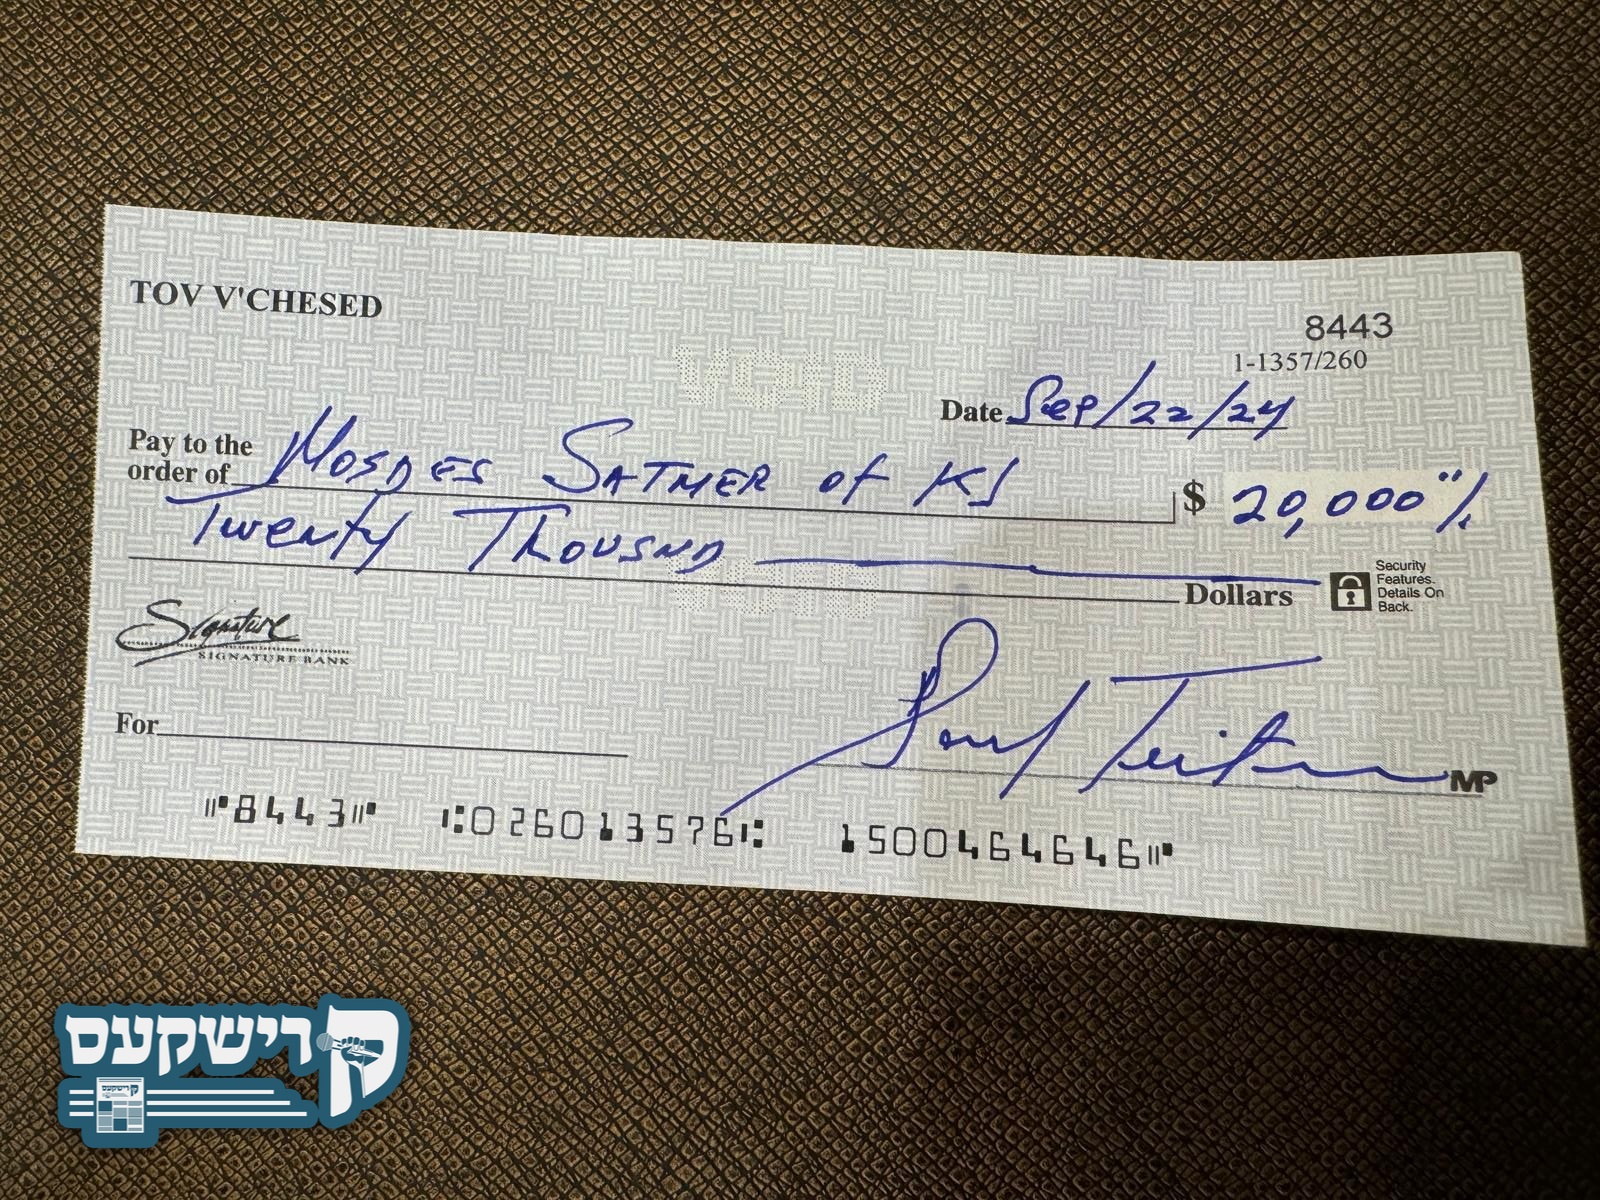 TOV V'CHESED
8443
1-1357/260
Date Sep/22/24
Pay to the
order of Mosdes Satmer of KJ $ 20,000
Twenty Thousnd Dollars
Security
Features.
Details On
Back.
Signature
SIGNATURE BANK
For
MP
8443 026013576 1500464646
VOID
קרישקעס